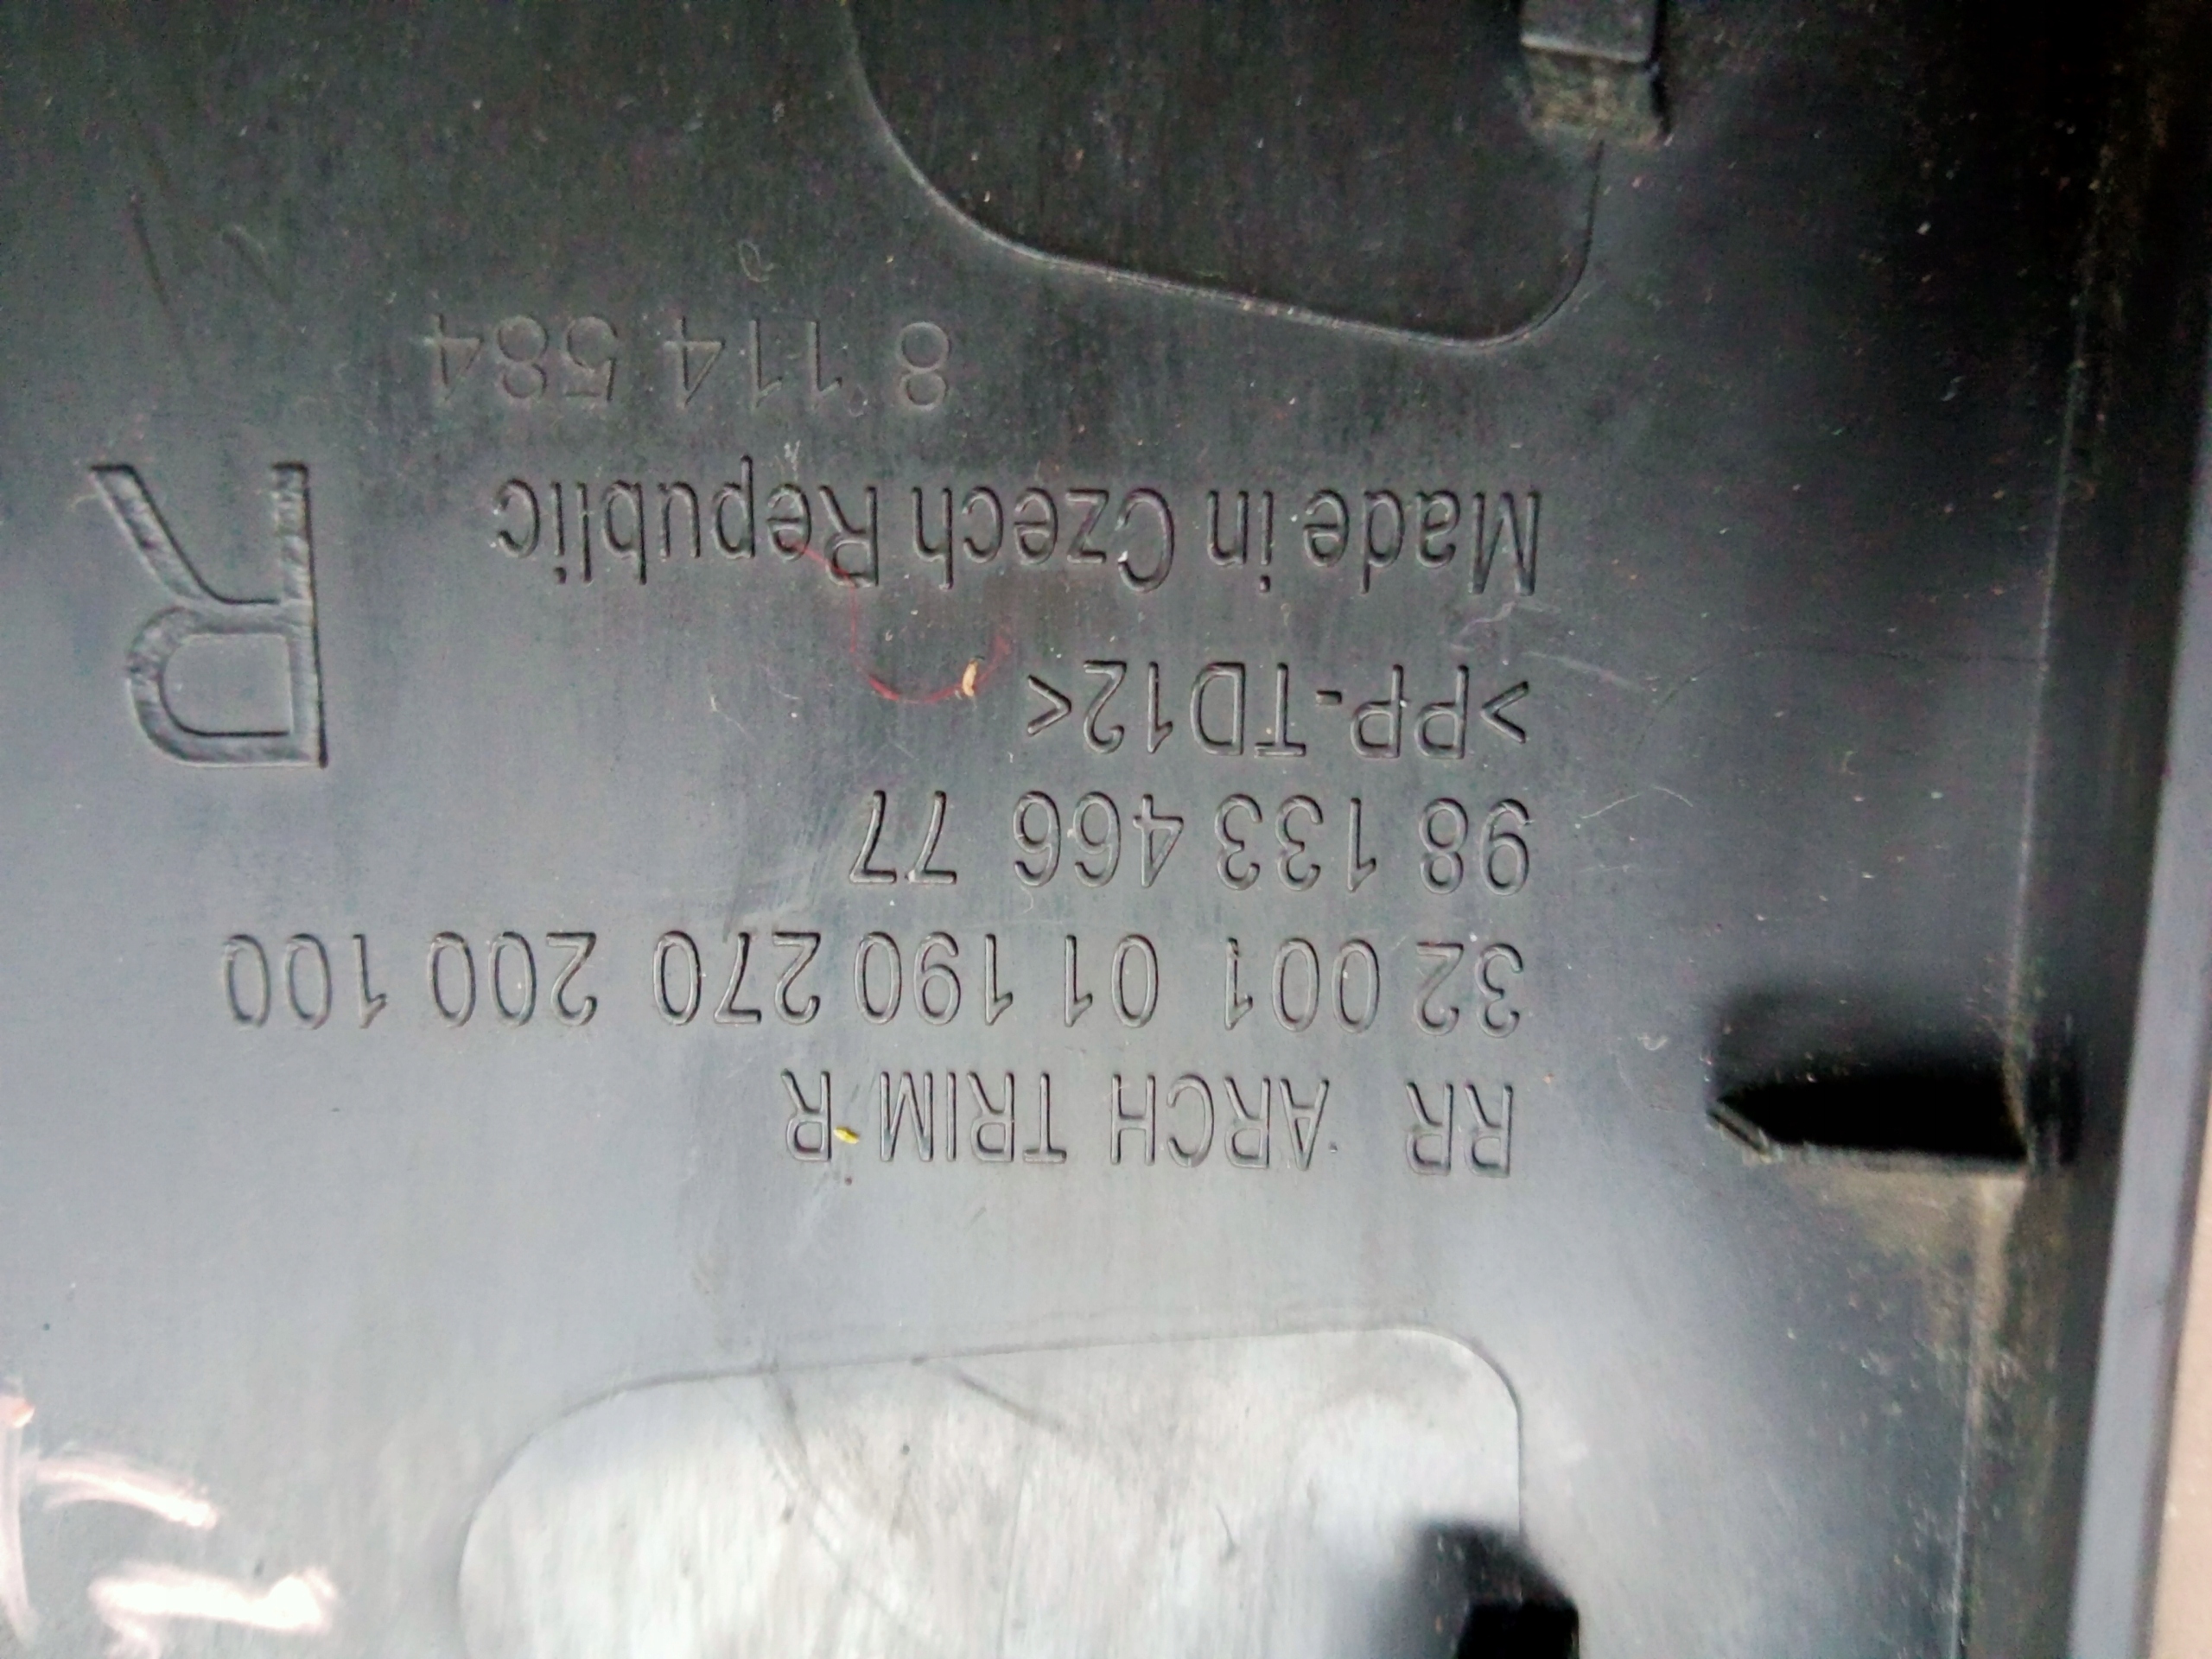 RR ARCH TRIM R
32 001 01 190 270 200 100
98 133 466 77
>PP-TD12<
R
Made in Czech Republic
8 114 584